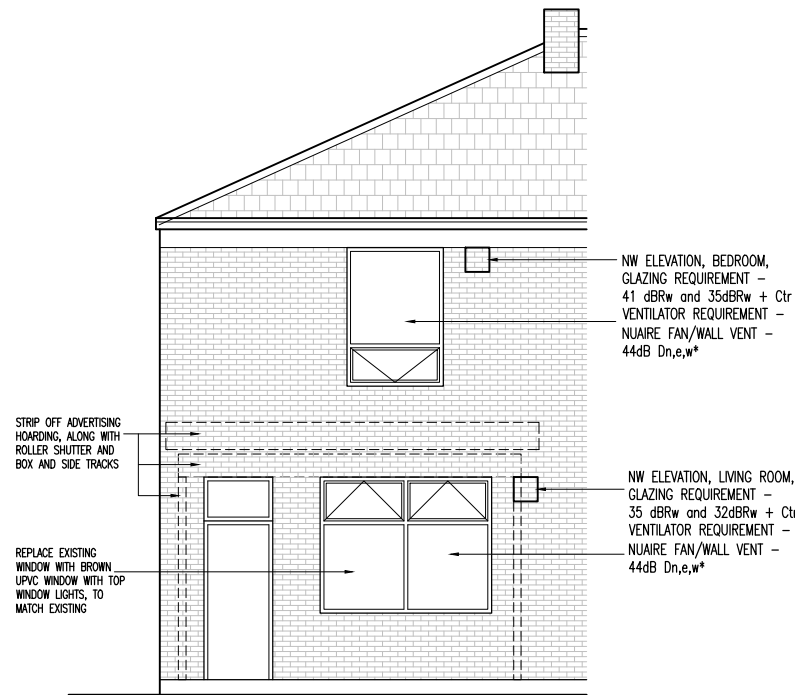 NW ELEVATION, BEDROOM,
GLAZING REQUIREMENT –
41 dBRw and 35dBRw + Ctr
VENTILATOR REQUIREMENT –
NUAIRE FAN/WALL VENT –
44dB Dn,e,w*
STRIP OFF ADVERTISING
HOARDING, ALONG WITH
ROLLER SHUTTER AND
BOX AND SIDE TRACKS
NW ELEVATION, LIVING ROOM,
GLAZING REQUIREMENT –
35 dBRw and 32dBRw + Ctr
VENTILATOR REQUIREMENT –
NUAIRE FAN/WALL VENT –
44dB Dn,e,w*
REPLACE EXISTING
WINDOW WITH BROWN
UPVC WINDOW WITH TOP
WINDOW LIGHTS, TO
MATCH EXISTING